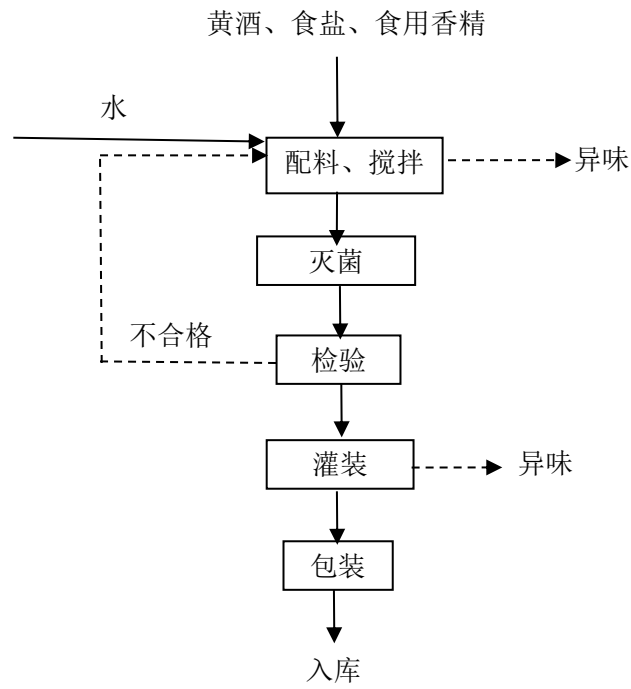 黄酒、食盐、食用香精
水
配料、搅拌
异味
灭菌
不合格
检验
灌装
异味
包装
入库